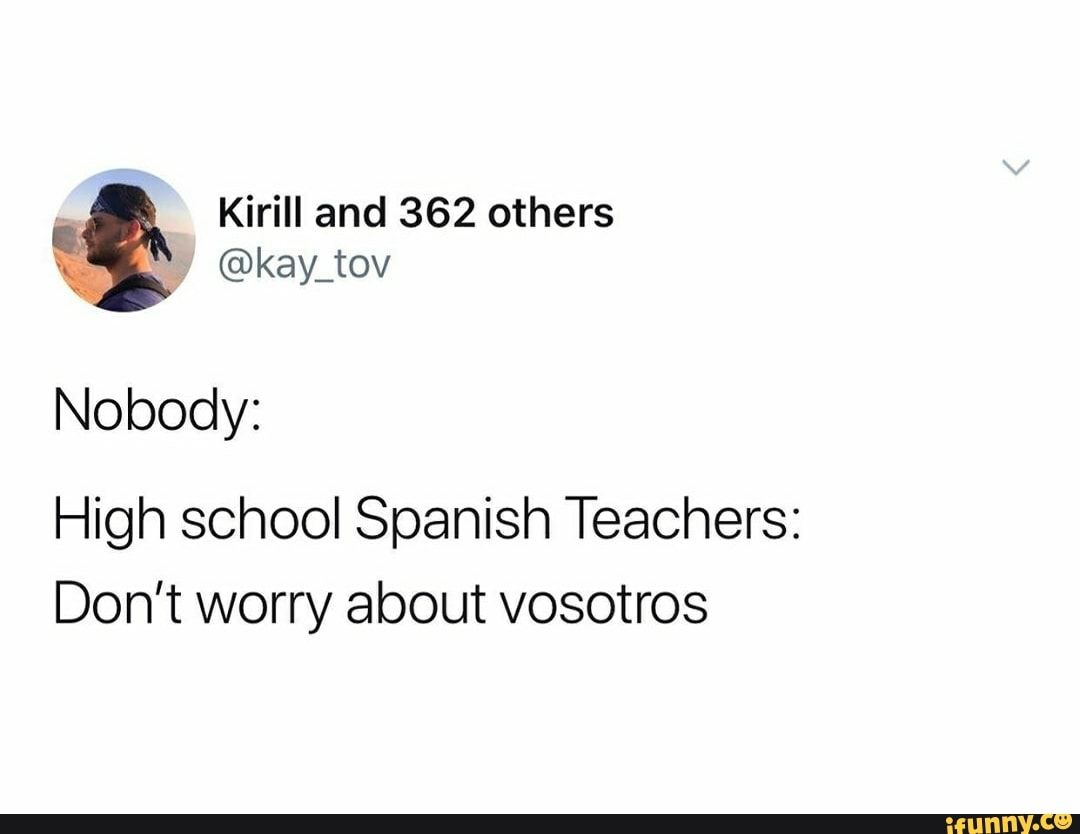 Kirill and 362 others
@kay_tov
Nobody:
High school Spanish Teachers:
Don't worry about vosotros
ifunny.co